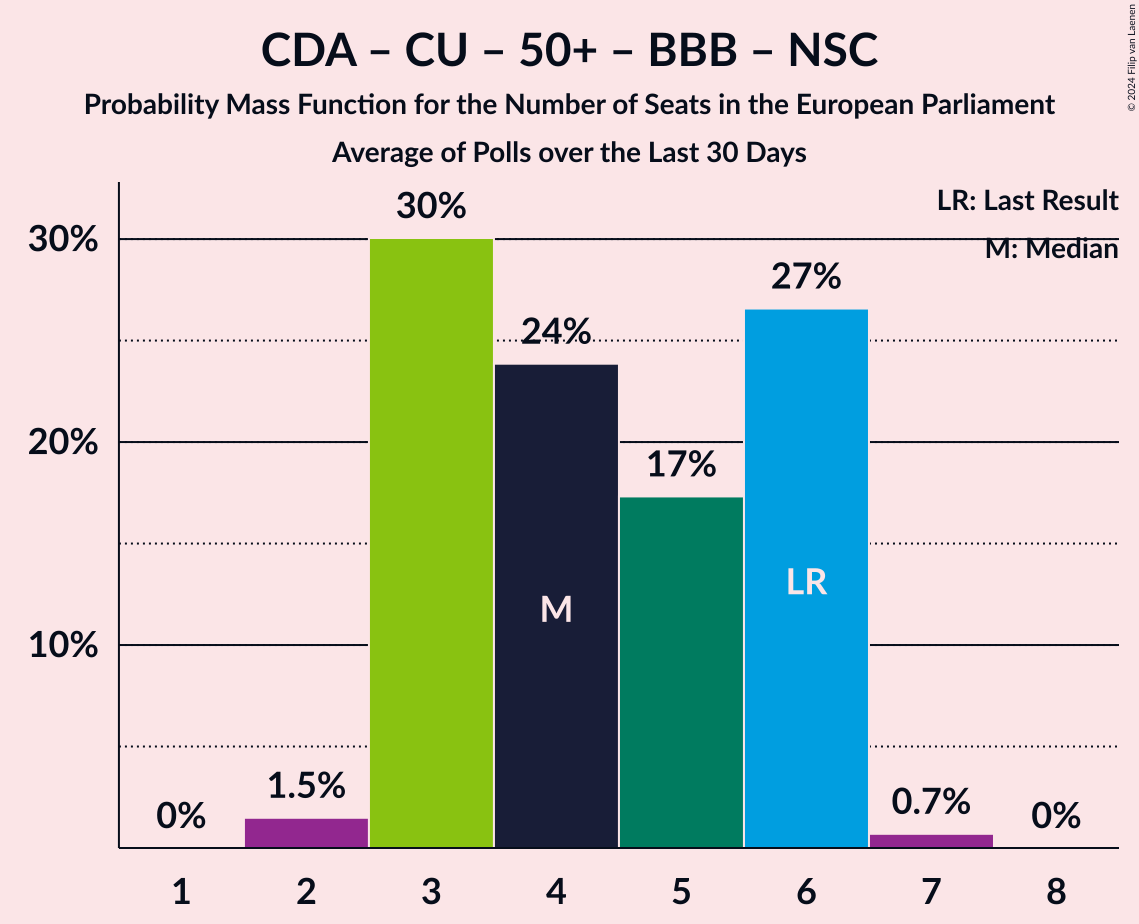 CDA – CU – 50+ – BBB – NSC
Probability Mass Function for the Number of Seats in the European Parliament
Average of Polls over the Last 30 Days
© 2024 Filip van Laenen
LR: Last Result
M: Median
30%
20%
10%
0%
1.5%
30%
24%
17%
27%
0.7%
0%
M
LR
1 2 3 4 5 6 7 8